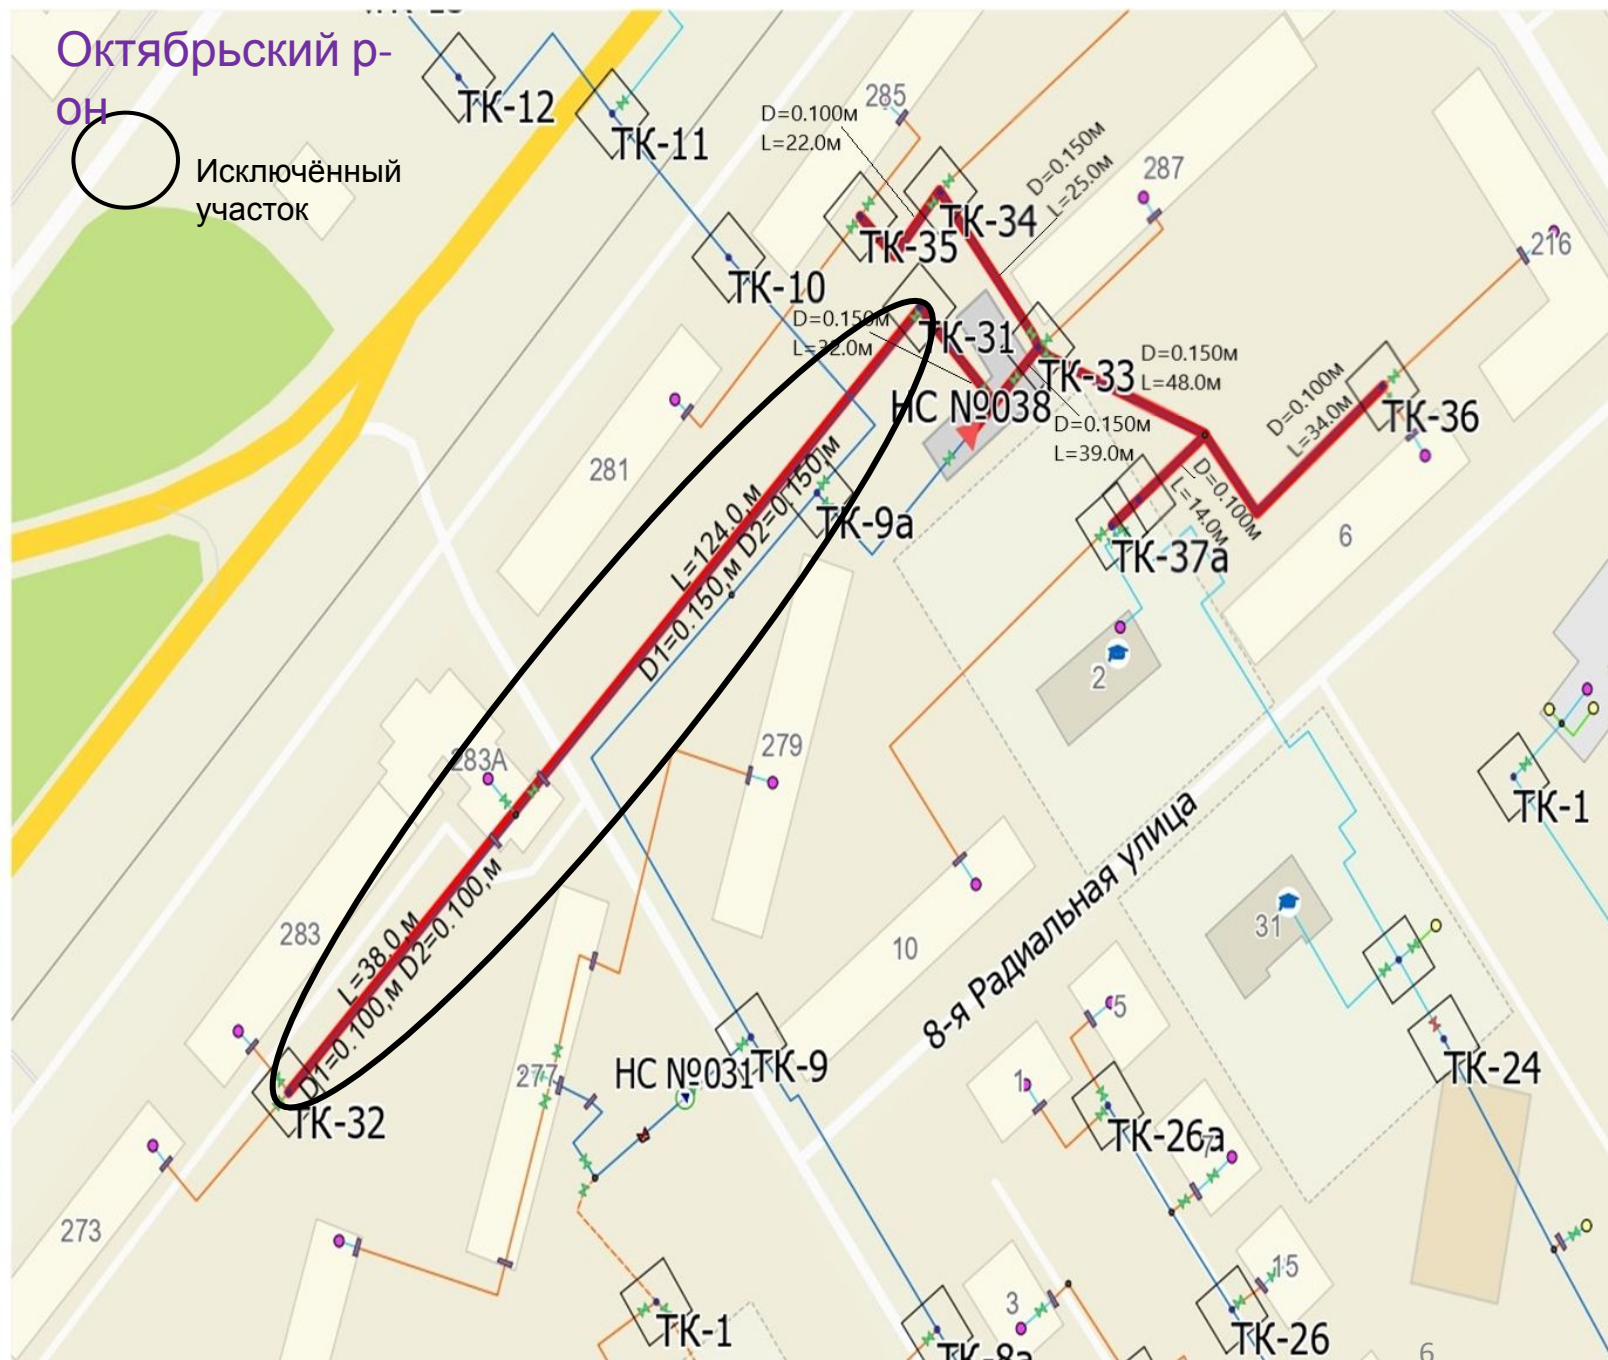 Октябрьский р-
он
Исключённый
участок
ТК-12
ТК-11
285
D=0.100м
L=22.0м
D=0.150м
L=25.0м
287
ТК-34
ТК-35
216
ТК-10
D=0.150м
L=32.0м
ТК-31
ТК-33
D=0.150м
L=48.0м
НС №038
D=0.150м
L=39.0м
D=0.100м
L=34.0м
ТК-36
281
L=124.0,м
D1=0.150,м D2=0.150,м
ТК-9а
D=0.100м
L=14.0м
6
ТК-37а
2
283А
279
ТК-1
8-я Радиальная улица
283
L=38.0,м
D1=0.100,м D2=0.100,м
10
31
5
277
НС №031
ТК-9
1
ТК-24
ТК-32
ТК-26а
7
273
15
3
ТК-1
ТК-26
ТК-8а
6